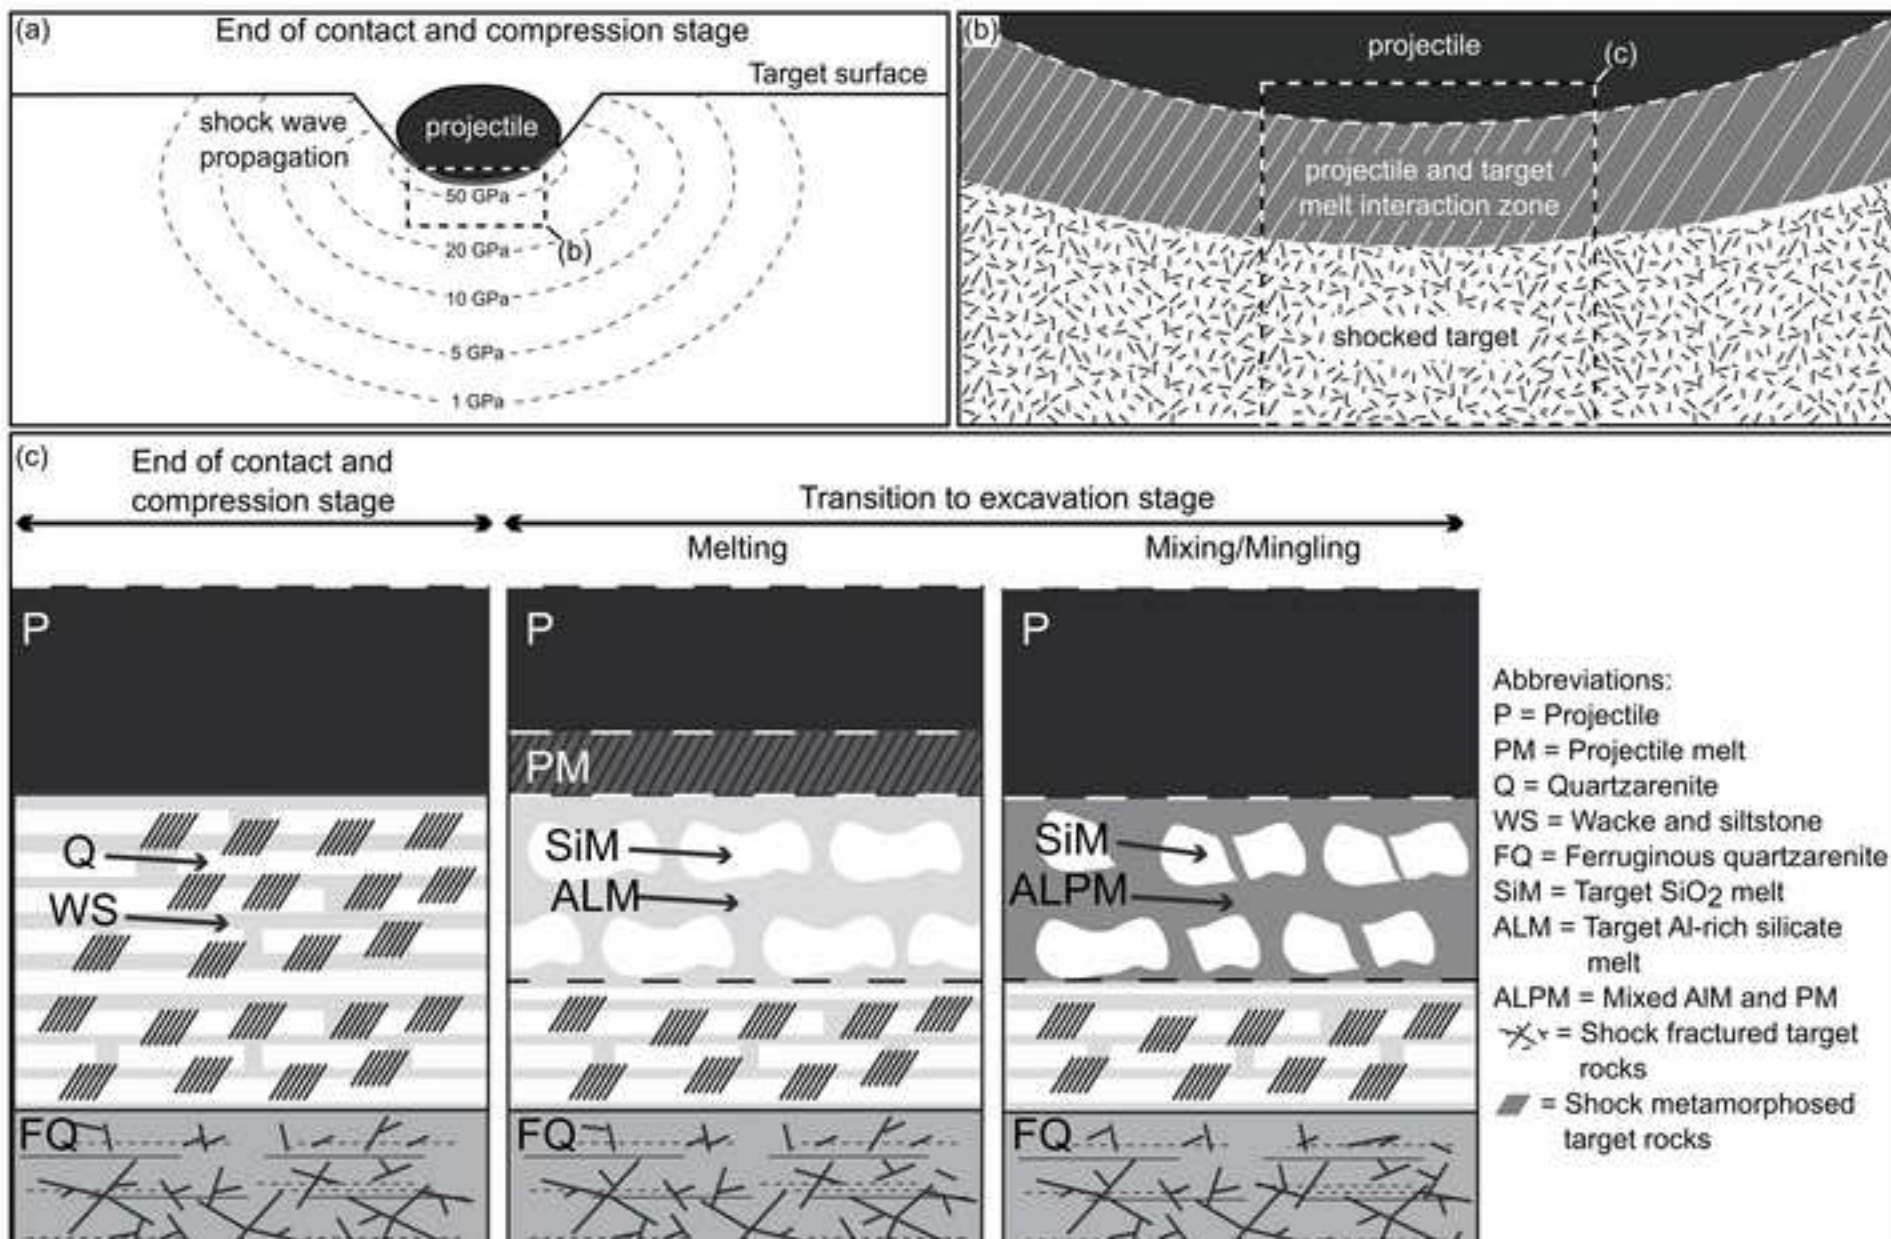 (a)
End of contact and compression stage
Target surface
shock wave
propagation
projectile
50 GPa
(b)
20 GPa
10 GPa
5 GPa
1 GPa
(b)
projectile
(c)
projectile and target
melt interaction zone
shocked target
(c)
End of contact and
compression stage
Transition to excavation stage
Melting
Mixing/Mingling
P
Q
WS
FQ
P
PM
SiM
ALM
FQ
P
SiM
ALPM
FQ
Abbreviations:
P = Projectile
PM = Projectile melt
Q = Quartzarenite
WS = Wacke and siltstone
FQ = Ferruginous quartzarenite
SiM = Target SiO2 melt
ALM = Target Al-rich silicate
melt
ALPM = Mixed AlM and PM
= Shock fractured target
rocks
= Shock metamorphosed
target rocks